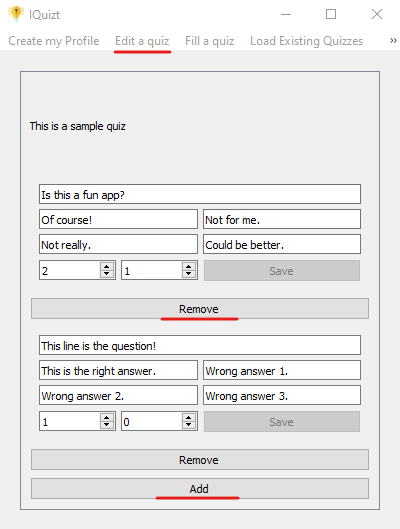 IQuizt
Create my Profile Edit a quiz Fill a quiz Load Existing Quizzes »
This is a sample quiz
Is this a fun app?
Of course! Not for me.
Not really. Could be better.
2 1 Save
Remove
This line is the question!
This is the right answer. Wrong answer 1.
Wrong answer 2. Wrong answer 3.
1 0 Save
Remove
Add